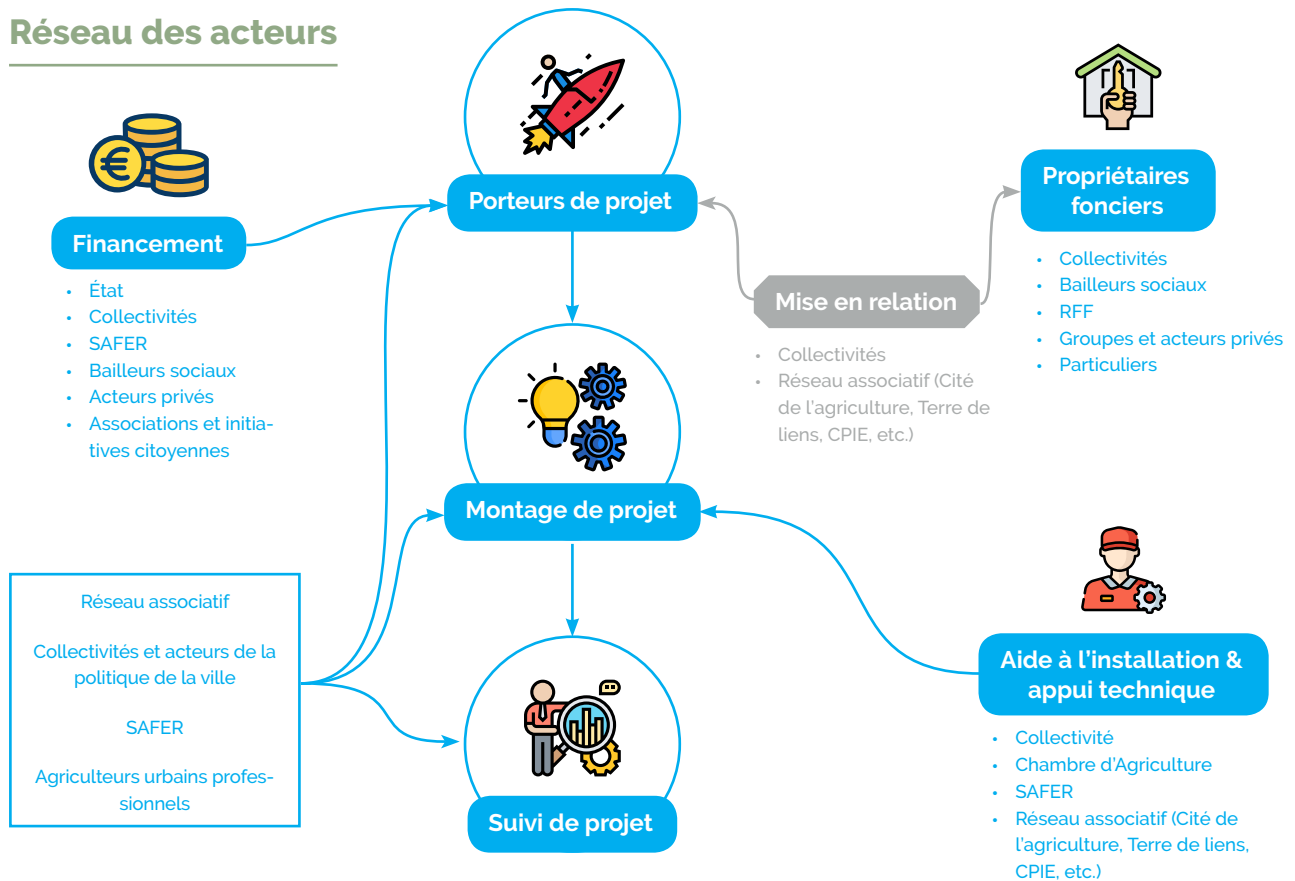 Réseau des acteurs
Porteurs de projet
Financement
• État
• Collectivités
• SAFER
• Bailleurs sociaux
• Acteurs privés
• Associations et initia-
tives citoyennes
Propriétaires
fonciers
• Collectivités
• Bailleurs sociaux
• RFF
• Groupes et acteurs privés
• Particuliers
Mise en relation
• Collectivités
• Réseau associatif (Cité
de l’agriculture, Terre de
liens, CPIE, etc.)
Montage de projet
Réseau associatif
Collectivités et acteurs de la
politique de la ville
SAFER
Agriculteurs urbains profes-
sionnels
Aide à l’installation &
appui technique
• Collectivité
• Chambre d’Agriculture
• SAFER
• Réseau associatif (Cité de
l’agriculture, Terre de liens,
CPIE, etc.)
Suivi de projet